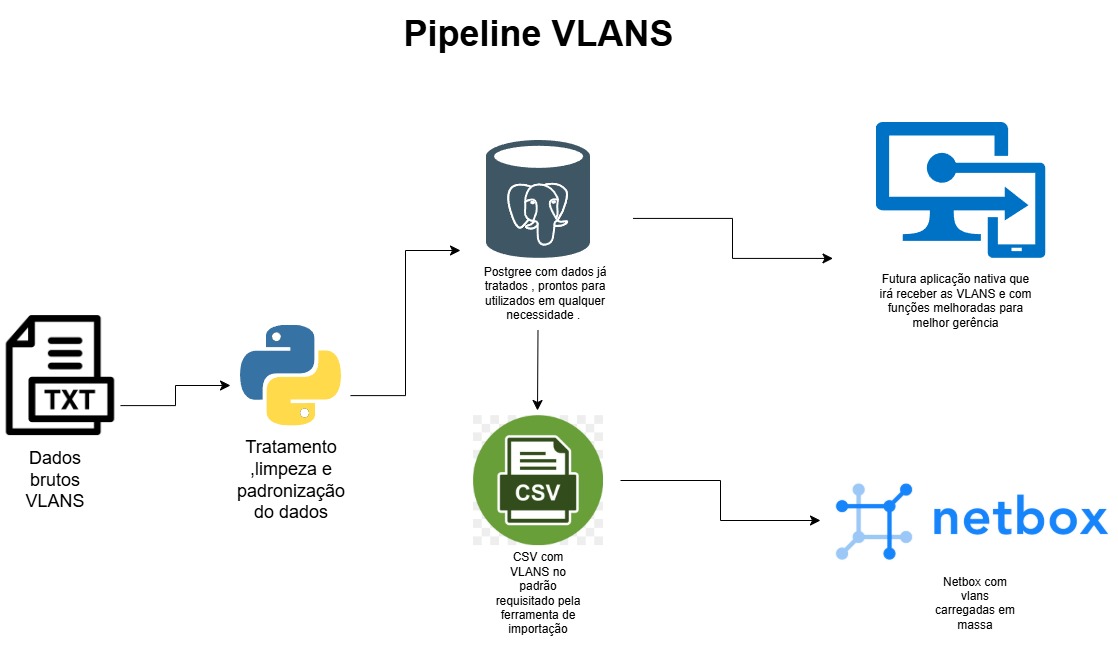 Pipeline VLANS
Postgree com dados já
tratados , prontos para
utilizados em qualquer
necessidade .
Futura aplicação nativa que
irá receber as VLANS e com
funções melhoradas para
melhor gerência
TXT
Dados
brutos
VLANS
Tratamento
,limpeza e
padronização
do dados
CSV
CSV com
VLANS no
padrão
requisitado pela
ferramenta de
importação
netbox
Netbox com
vlans
carregadas em
massa